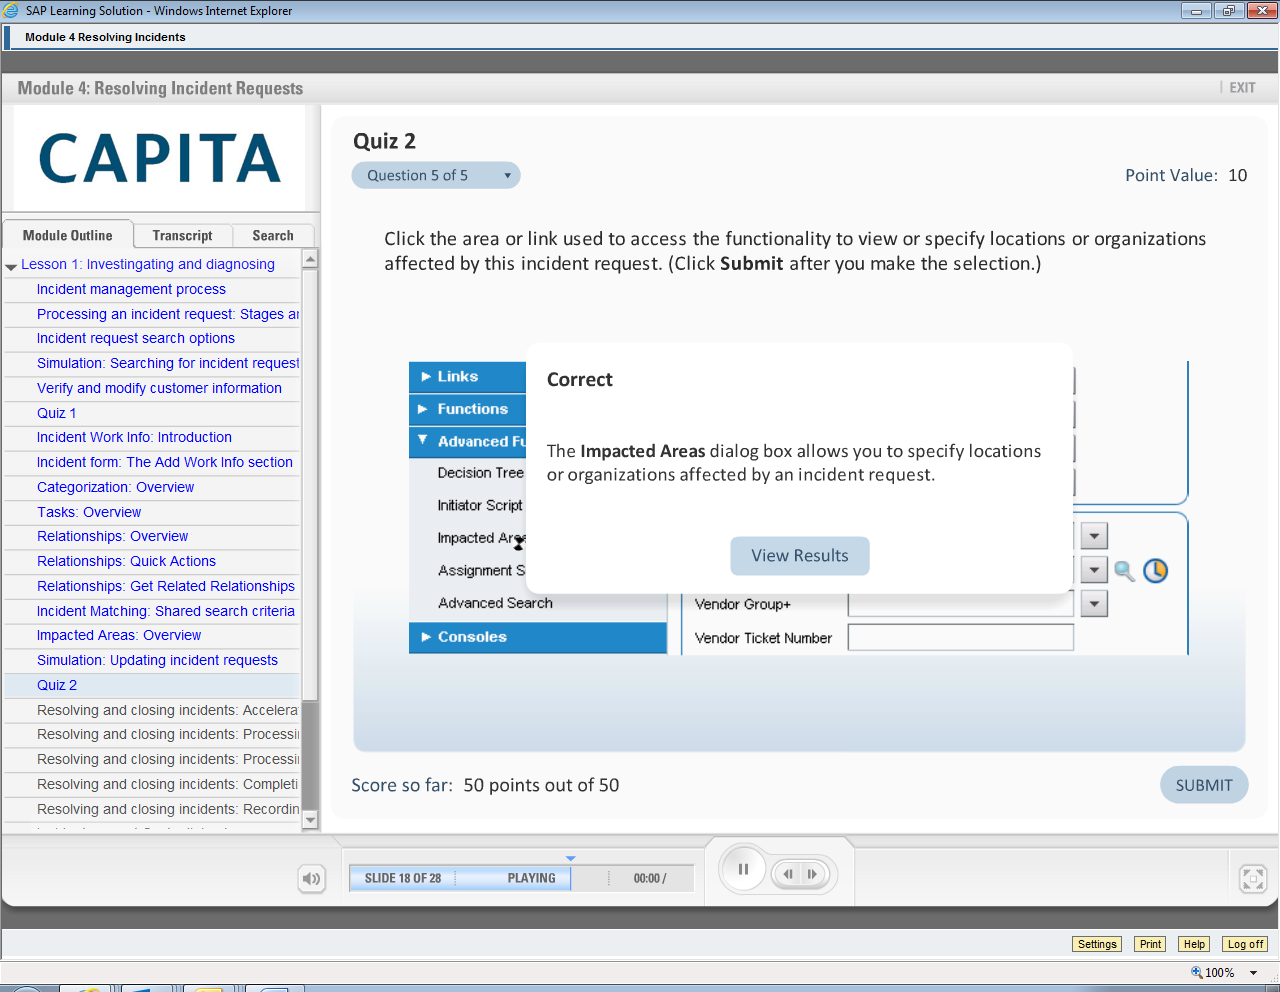 SAP Learning Solution - Windows Internet Explorer
Module 4 Resolving Incidents
Module 4: Resolving Incident Requests
EXIT
CAPITA
Module Outline
Transcript
Search
Lesson 1: Investingating and diagnosing
Incident management process
Processing an incident request: Stages
Incident request search options
Simulation: Searching for incident request
Verify and modify customer information
Quiz 1
Incident Work Info: Introduction
Incident form: The Add Work Info section
Categorization: Overview
Tasks: Overview
Relationships: Overview
Relationships: Quick Actions
Relationships: Get Related Relationships
Incident Matching: Shared search criteria
Impacted Areas: Overview
Simulation: Updating incident requests
Quiz 2
Resolving and closing incidents: Accelera
Resolving and closing incidents: Processi
Resolving and closing incidents: Processi
Resolving and closing incidents: Completi
Resolving and closing incidents: Recordin
Quiz 2
Question 5 of 5
Point Value: 10
Click the area or link used to access the functionality to view or specify locations or organizations
affected by this incident request. (Click Submit after you make the selection.)
Links
Functions
Advanced Fu
Decision Tree
Initiator Script
Impacted Area
Assignment S
Advanced Search
Consoles
Correct
The Impacted Areas dialog box allows you to specify locations
or organizations affected by an incident request.
View Results
Vendor Group+
Vendor Ticket Number
Score so far: 50 points out of 50
SUBMIT
SLIDE 18 OF 28
PLAYING
00:00 /
Settings
Print
Help
Log off
100%